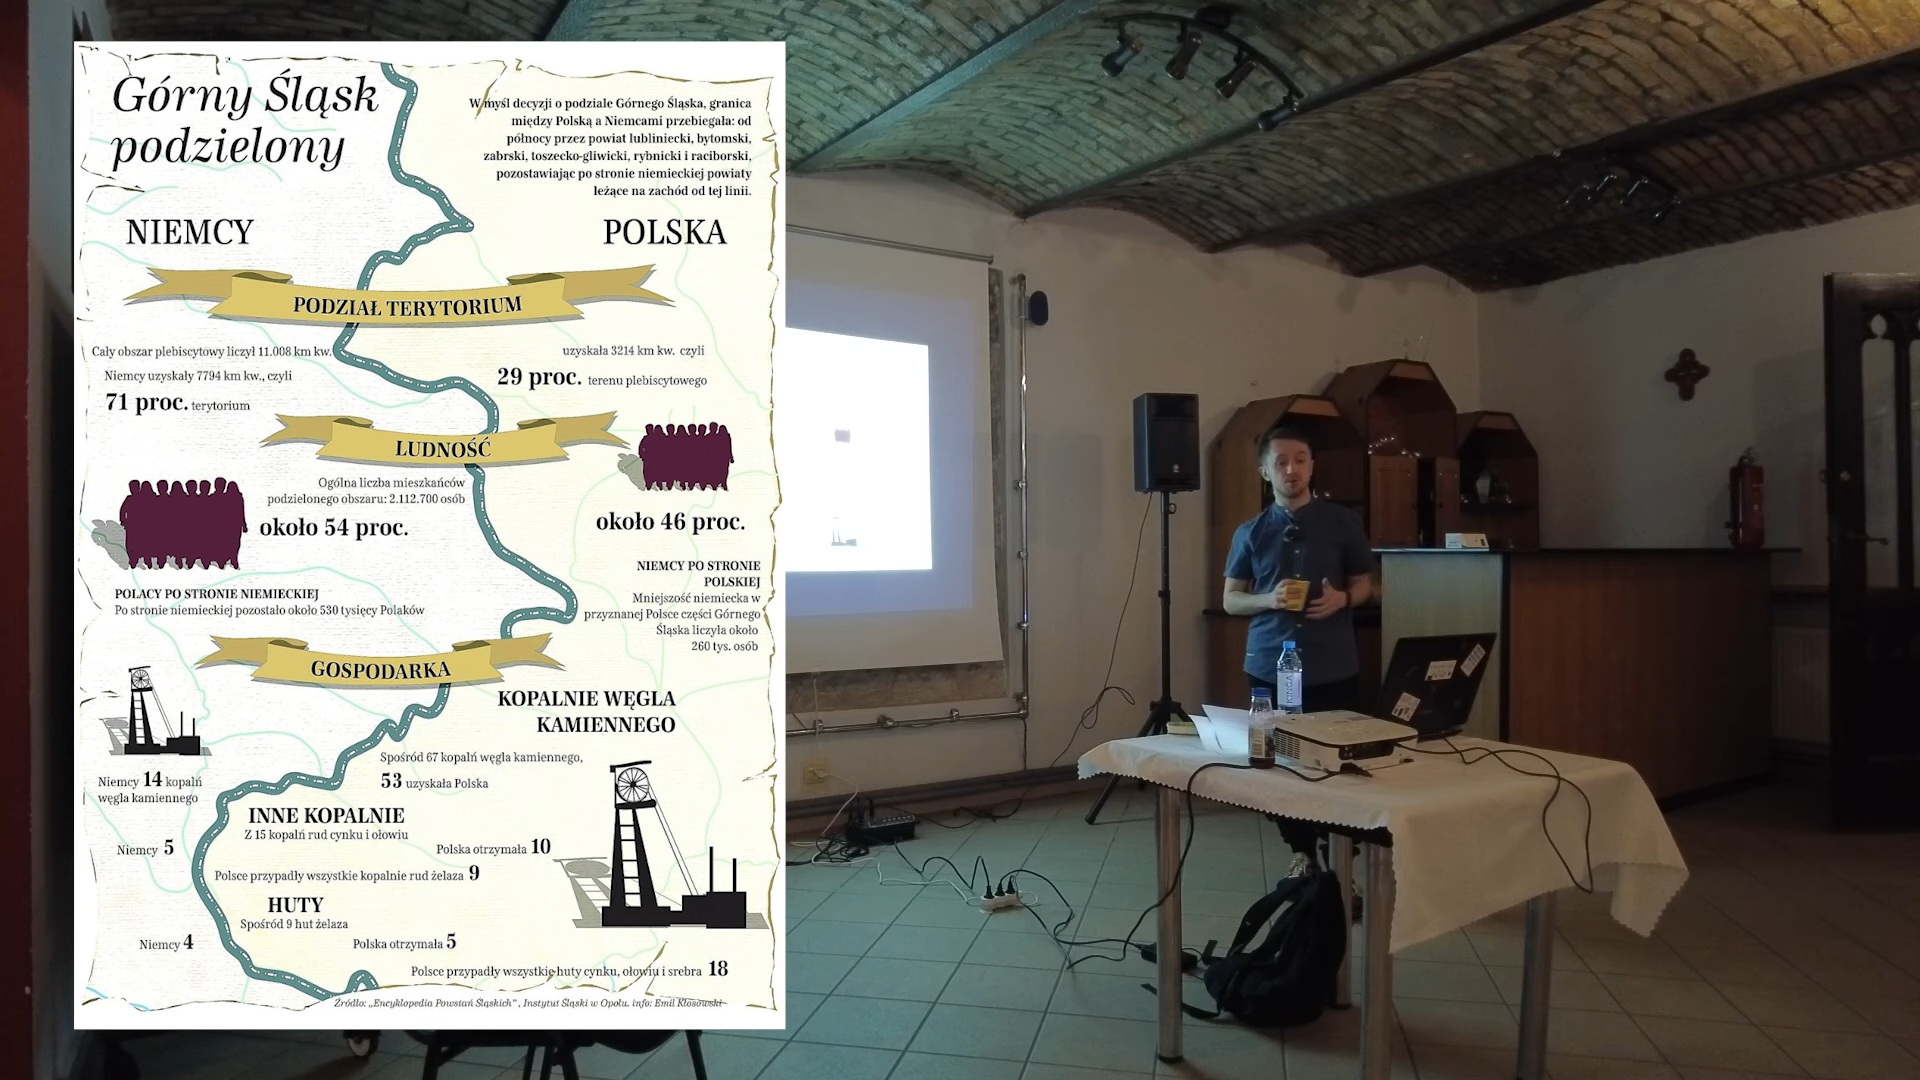 Górny Śląsk
podzielony
W myśl decyzji o podziale Górnego Śląska, granica
między Polską a Niemcami przebiegała: od
północy przez powiat lubliniecki, bytomski,
zabrski, toszecko-gliwicki, rybnicki i raciborski,
pozostawiając po stronie niemieckiej powiaty
leżące na zachód od tej linii.
NIEMCY
POLSKA
PODZIAŁ TERYTORIUM
Cały obszar plebiscytowy liczył 11.008 km kw.
Niemcy uzyskały 7794 km kw., czyli
71 proc. terytorium
uzyskała 3214 km kw. czyli
29 proc. terenu plebiscytowego
LUDNOŚĆ
Ogólna liczba mieszkańców
podzielonego obszaru: 2.112.700 osób
około 54 proc.
około 46 proc.
POLACY PO STRONIE NIEMIECKIEJ
Po stronie niemieckiej pozostało około 530 tysięcy Polaków
NIEMCY PO STRONIE
POLSKIEJ
Mniejszość niemiecka w
przyznanej Polsce części Górnego
Śląska liczyła około
260 tys. osób
GOSPODARKA
KOPALNIE WĘGLA
KAMIENNEGO
Spośród 67 kopalń węgla kamiennego,
53 uzyskała Polska
Niemcy 14 kopalń
węgla kamiennego
INNE KOPALNIE
Z 15 kopalń rud cynku i ołowiu
Niemcy 5
Polska otrzymała 10
Polsce przypadły wszystkie kopalnie rud żelaza 9
HUTY
Spośród 9 hut żelaza
Niemcy 4
Polska otrzymała 5
Polsce przypadły wszystkie huty cynku, ołowiu i srebra 18
Źródło: „Encyklopedia Powstań Śląskich", Instytut Śląski w Opolu. info: Emil Kłosowski